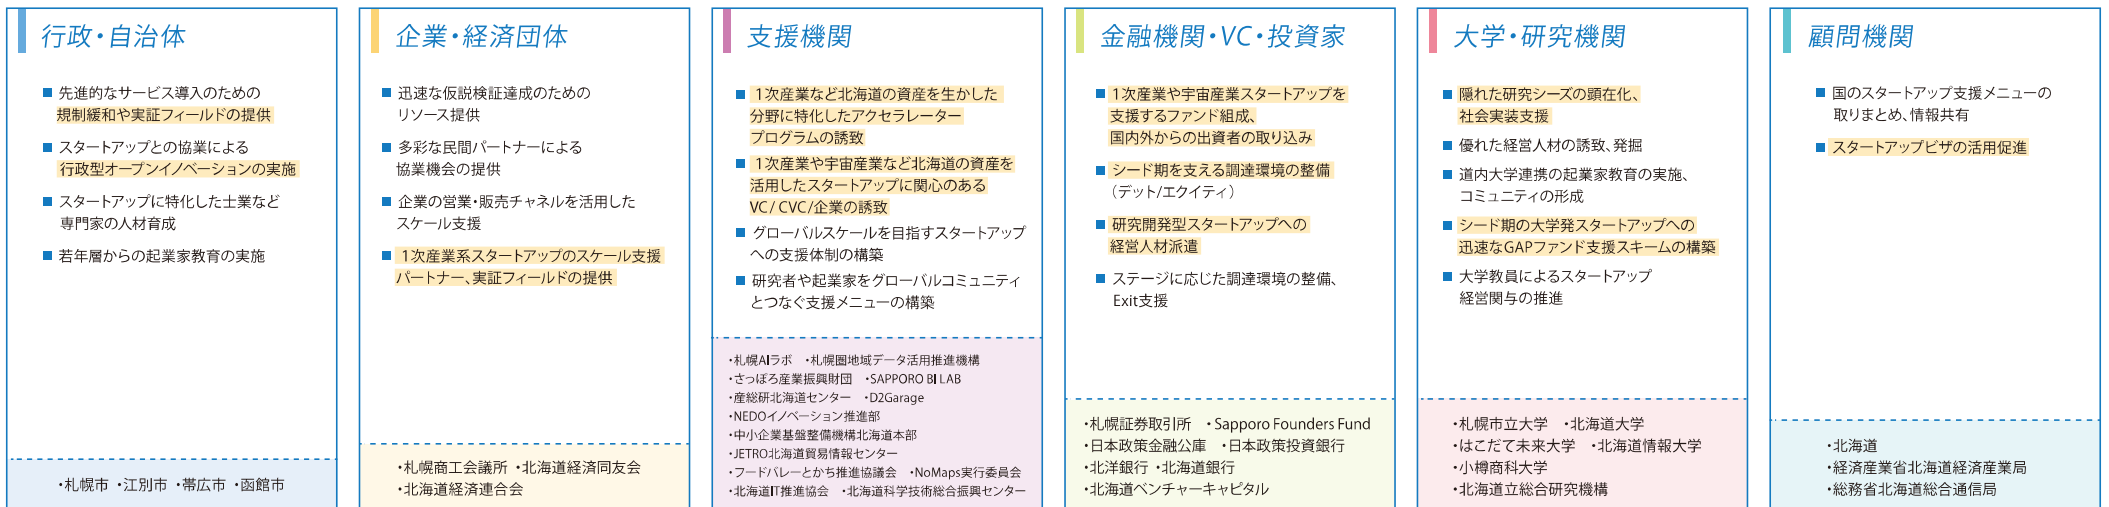 行政・自治体
■ 先進的なサービス導入のための
規制緩和や実証フィールドの提供
■ スタートアップとの協業による
行政型オープンイノベーションの実施
■ スタートアップに特化した士業など
専門家の人材育成
■ 若年層からの起業家教育の実施
・札幌市 ・江別市 ・帯広市 ・函館市
企業・経済団体
■ 迅速な仮説検証達成のための
リソース提供
■ 多彩な民間パートナーによる
協業機会の提供
■ 企業の営業・販売チャネルを活用した
スケール支援
■ 1次産業系スタートアップのスケール支援
パートナー、実証フィールドの提供
・札幌商工会議所 ・北海道経済同友会
・北海道経済連合会
支援機関
■ 1次産業など北海道の資産を生かした
分野に特化したアクセラレーター
プログラムの誘致
■ 1次産業や宇宙産業など北海道の資産を
活用したスタートアップに関心のある
VC/CVC/企業の誘致
■ グローバルスケールを目指すスタートアップ
への支援体制の構築
■ 研究者や起業家をグローバルコミュニティ
とつなぐ支援メニューの構築
・札幌AIラボ ・札幌圏地域データ活用推進機構
・さっぽろ産業振興財団 ・SAPPORO BI LAB
・産総研北海道センター ・D2Garage
・NEDOイノベーション推進部
・中小企業基盤整備機構北海道本部
・JETRO北海道貿易情報センター
・フードバレーとかち推進協議会 ・NoMaps実行委員会
・北海道IT推進協会 ・北海道科学技術総合振興センター
金融機関・VC・投資家
■ 1次産業や宇宙産業スタートアップを
支援するファンド組成、
国内外からの出資者の取り込み
■ シード期を支える調達環境の整備
（デット/エクイティ）
■ 研究開発型スタートアップへの
経営人材派遣
■ ステージに応じた調達環境の整備、
Exit支援
・札幌証券取引所 ・Sapporo Founders Fund
・日本政策金融公庫 ・日本政策投資銀行
・北洋銀行 ・北海道銀行
・北海道ベンチャーキャピタル
大学・研究機関
■ 隠れた研究シーズの顕在化、
社会実装支援
■ 優れた経営人材の誘致、発掘
■ 道内大学連携の起業家教育の実施、
コミュニティの形成
■ シード期の大学発スタートアップへの
迅速なGAPファンド支援スキームの構築
■ 大学教員によるスタートアップ
経営関与の推進
・札幌市立大学 ・北海道大学
・はこだて未来大学 ・北海道情報大学
・小樽商科大学
・北海道立総合研究機構
顧問機関
■ 国のスタートアップ支援メニューの
取りまとめ、情報共有
■ スタートアップビザの活用促進
・北海道
・経済産業省北海道経済産業局
・総務省北海道総合通信局